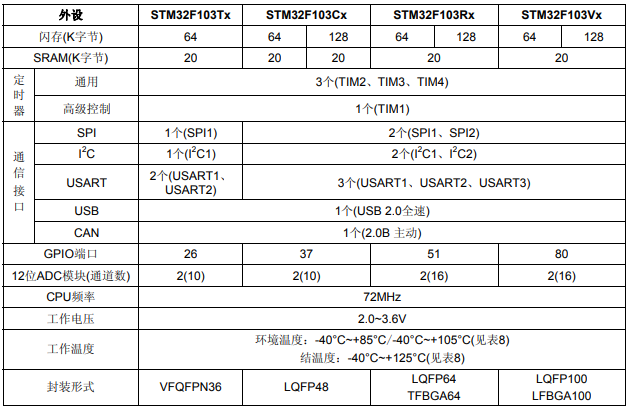 外设 STM32F103Tx STM32F103Cx STM32F103Rx STM32F103Vx
闪存(K字节) 64 64 128 64 128 64 128
SRAM(K字节) 20 20 20 20 20
定时器 通用 3个(TIM2、TIM3、TIM4)
高级控制 1个(TIM1)
通信接口 SPI 1个(SPI1) 2个(SPI1、SPI2)
I²C 1个(I²C1) 2个(I²C1、I²C2)
USART 2个(USART1、
USART2) 3个(USART1、USART2、USART3)
USB 1个(USB 2.0全速)
CAN 1个(2.0B 主动)
GPIO端口 26 37 51 80
12位ADC模块(通道数) 2(10) 2(10) 2(16) 2(16)
CPU频率 72MHz
工作电压 2.0~3.6V
工作温度 环境温度：-40°C~+85°C/-40°C~+105°C(见表8)
结温度：-40°C~+125°C(见表8)
封装形式 VFQFPN36 LQFP48 LQFP64 LQFP100
TFBGA64 LFBGA100